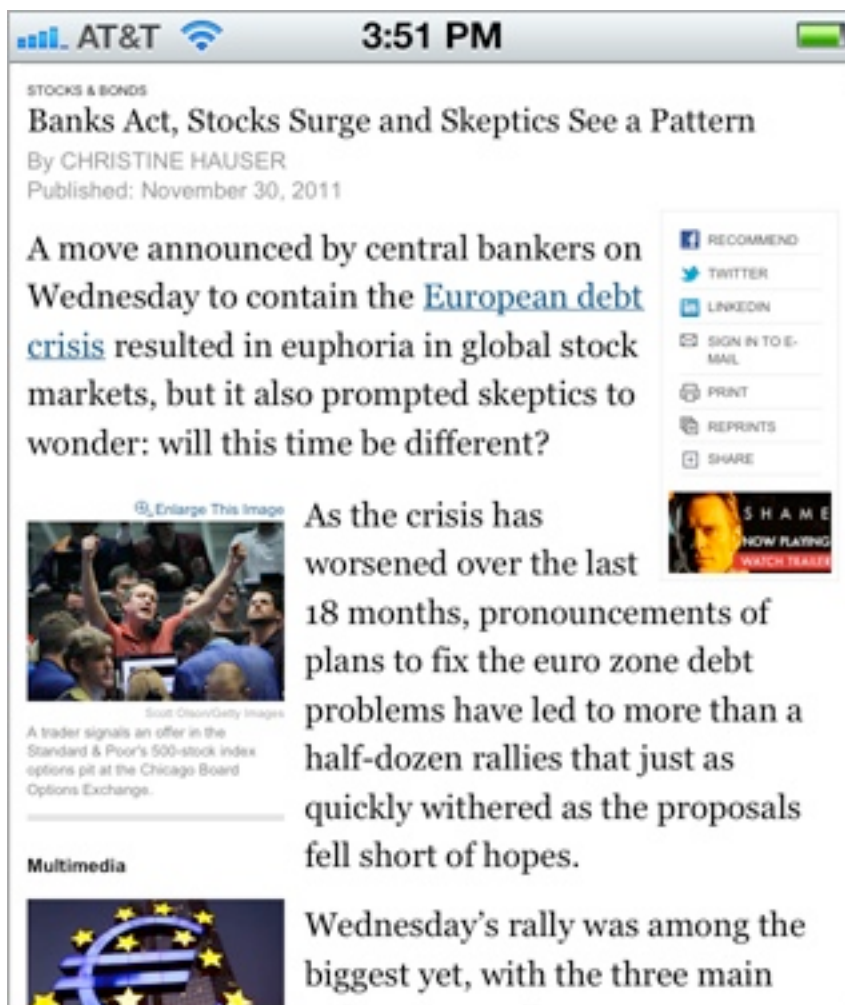 AT&T 3:51 PM
STOCKS & BONDS
Banks Act, Stocks Surge and Skeptics See a Pattern
By CHRISTINE HAUSER
Published: November 30, 2011
A move announced by central bankers on
Wednesday to contain the European debt
crisis resulted in euphoria in global stock
markets, but it also prompted skeptics to
wonder: will this time be different?
RECOMMEND
TWITTER
LINKEDIN
SIGN IN TO E-
MAIL
PRINT
REPRINTS
SHARE
SHAME
NOW PLAYING
WATCH TRAILER
Enlarge This Image
Scott Olson/Getty Images
A trader signals an offer in the
Standard & Poor's 500-stock index
options pit at the Chicago Board
Options Exchange.
Multimedia
As the crisis has
worsened over the last
18 months, pronouncements of
plans to fix the euro zone debt
problems have led to more than a
half-dozen rallies that just as
quickly withered as the proposals
fell short of hopes.
Wednesday’s rally was among the
biggest yet, with the three main